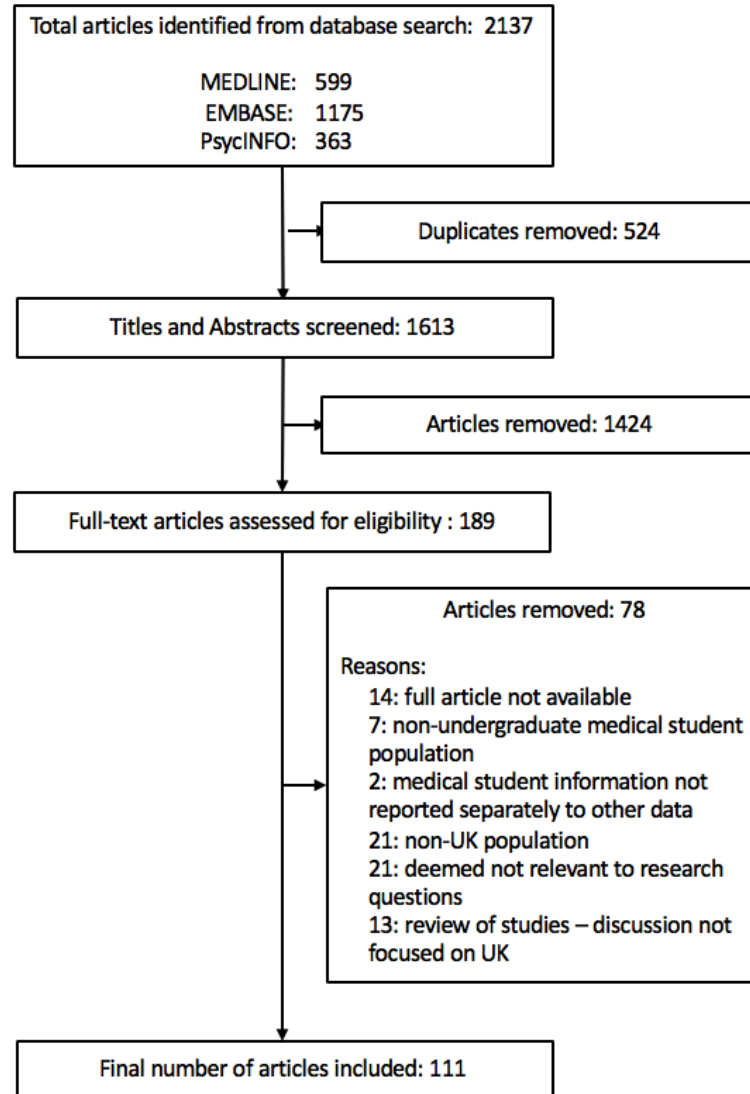 Total articles identified from database search: 2137
MEDLINE: 599
EMBASE: 1175
PsycINFO: 363
Duplicates removed: 524
Titles and Abstracts screened: 1613
Articles removed: 1424
Full-text articles assessed for eligibility : 189
Articles removed: 78
Reasons:
14: full article not available
7: non-undergraduate medical student
population
2: medical student information not
reported separately to other data
21: non-UK population
21: deemed not relevant to research
questions
13: review of studies – discussion not
focused on UK
Final number of articles included: 111